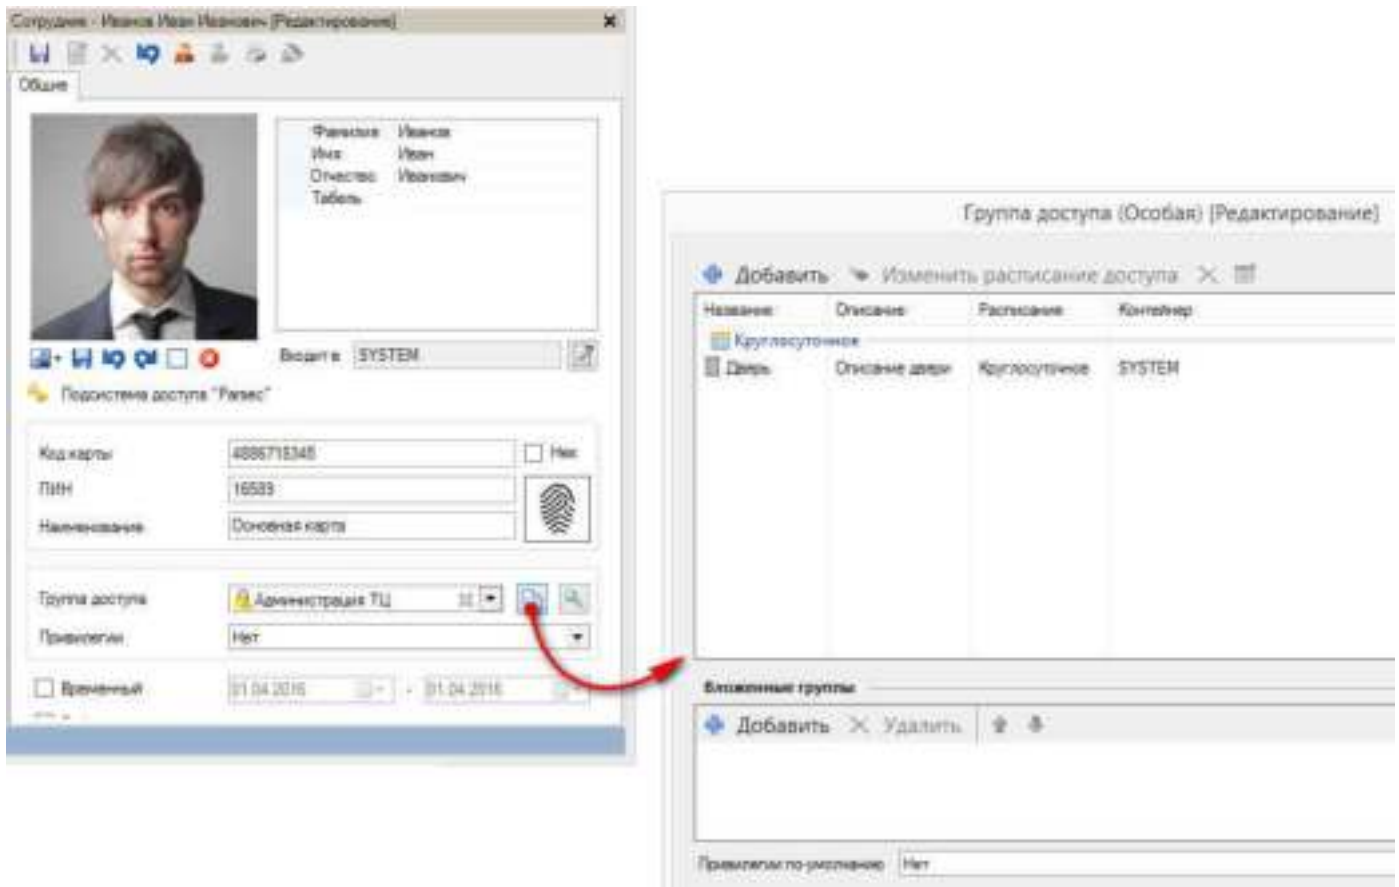 Сотрудник - Иванов Иван Иванович [Редактирование]
Общие
Фамилия Иванов
Имя Иван
Отчество Иванович
Табель
Входит в SYSTEM
Подсистема доступа "Parsec"
Код карты 4886715345 Hex
ПИН 16589
Наименование Основная карта
Группа доступа Администрация ТЦ
Привилегии Нет
Временный 01.04.2016 - 01.04.2016
Группа доступа (Особая) [Редактирование]
Добавить Изменить расписание доступа
Название Описание Расписание Контейнер
Круглосуточное
Дверь Описание двери Круглосуточное SYSTEM
Вложенные группы
Добавить Удалить
Привилегии по-умолчанию Нет